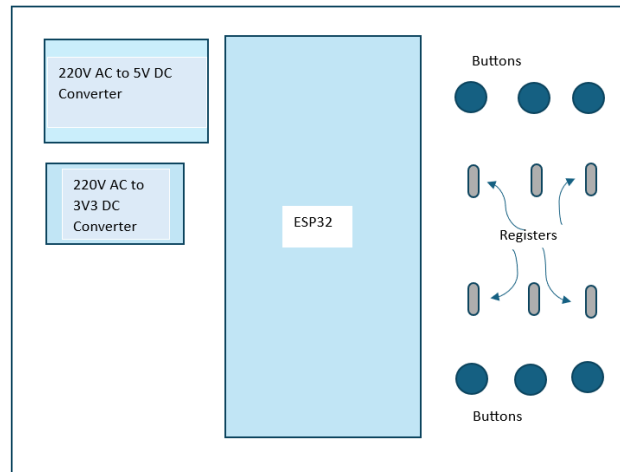 Buttons
220V AC to 5V DC
Converter
220V AC to
3V3 DC
Converter
ESP32
Registers
Buttons